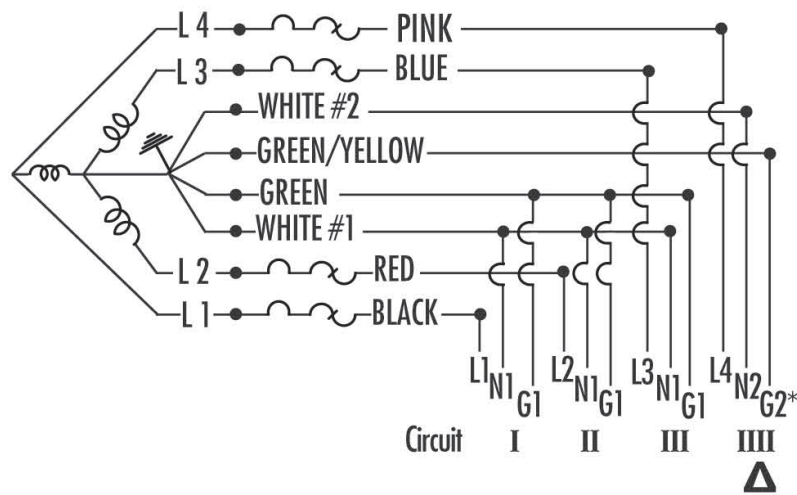 L 4 PINK
L 3 BLUE
WHITE #2
GREEN/YELLOW
GREEN
WHITE #1
L 2 RED
L 1 BLACK
L1 N1 G1 L2 N1 G1 L3 N1 G1 L4 N2 G2*
Circuit I II III IIII
Δ